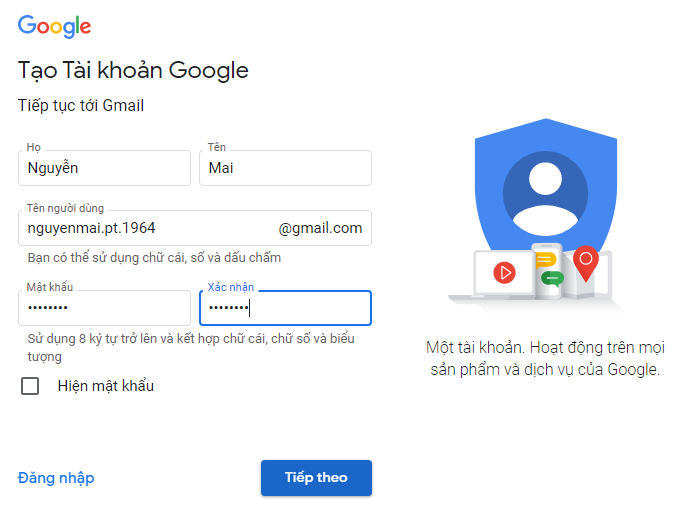 Google
Tạo Tài khoản Google
Tiếp tục tới Gmail
Họ
Nguyễn
Tên
Mai
Tên người dùng
nguyenmai.pt.1964 @gmail.com
Bạn có thể sử dụng chữ cái, số và dấu chấm
Mật khẩu
••••••••
Xác nhận
••••••••
Sử dụng 8 ký tự trở lên và kết hợp chữ cái, chữ số và biểu
tượng
Hiện mật khẩu
Đăng nhập
Tiếp theo
Một tài khoản. Hoạt động trên mọi
sản phẩm và dịch vụ của Google.